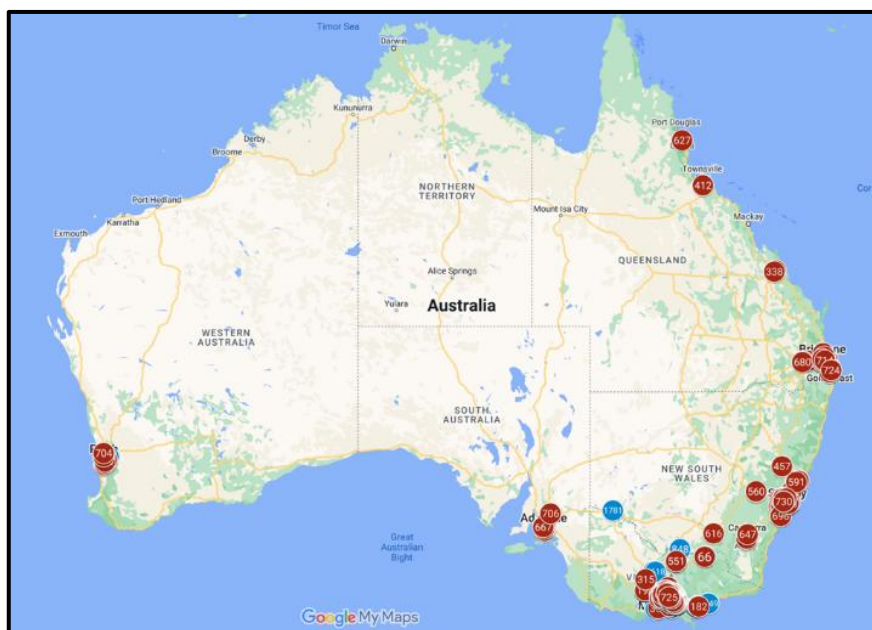 Timor Sea
Darwin
Kununurra
Derby
Broome
Port Hedland
Karratha
Exmouth
NORTHERN
TERRITORY
Port Douglas
627
Townsville
412
Mount Isa City
Mackay
QUEENSLAND
338
Alice Springs
Yulara
Australia
WESTERN
AUSTRALIA
SOUTH
AUSTRALIA
680
724
704
NEW SOUTH
WALES
457
591
560
730
706
667
1781
616
647
66
551
315
725
182
Great
Australian
Bight
Google My Maps